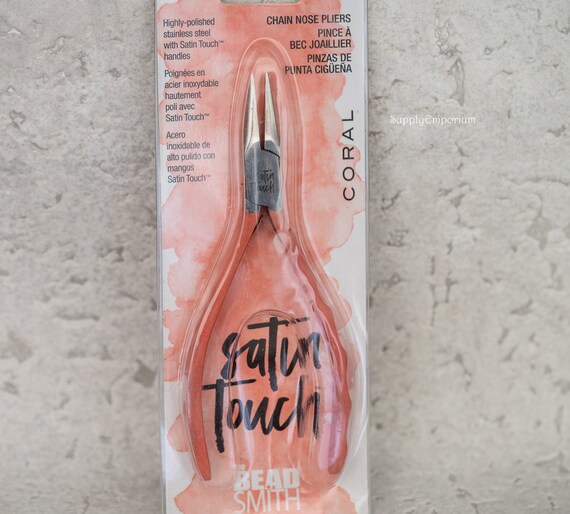 Highly-polished
stainless steel
with Satin Touch™
handles
Poignées en
acier inoxydable
hautement
poli avec
Satin Touch™
Acero
inoxidable de
alto pulido con
mangos
Satin Touch™
CHAIN NOSE PLIERS
PINCE À
BEC JOAILLIER
PINZAS DE
PUNTA CIGÜEÑA
CORAL
SupplyEmporium
satin
Touch
satin
Touch
THE
BEAD
SMITH